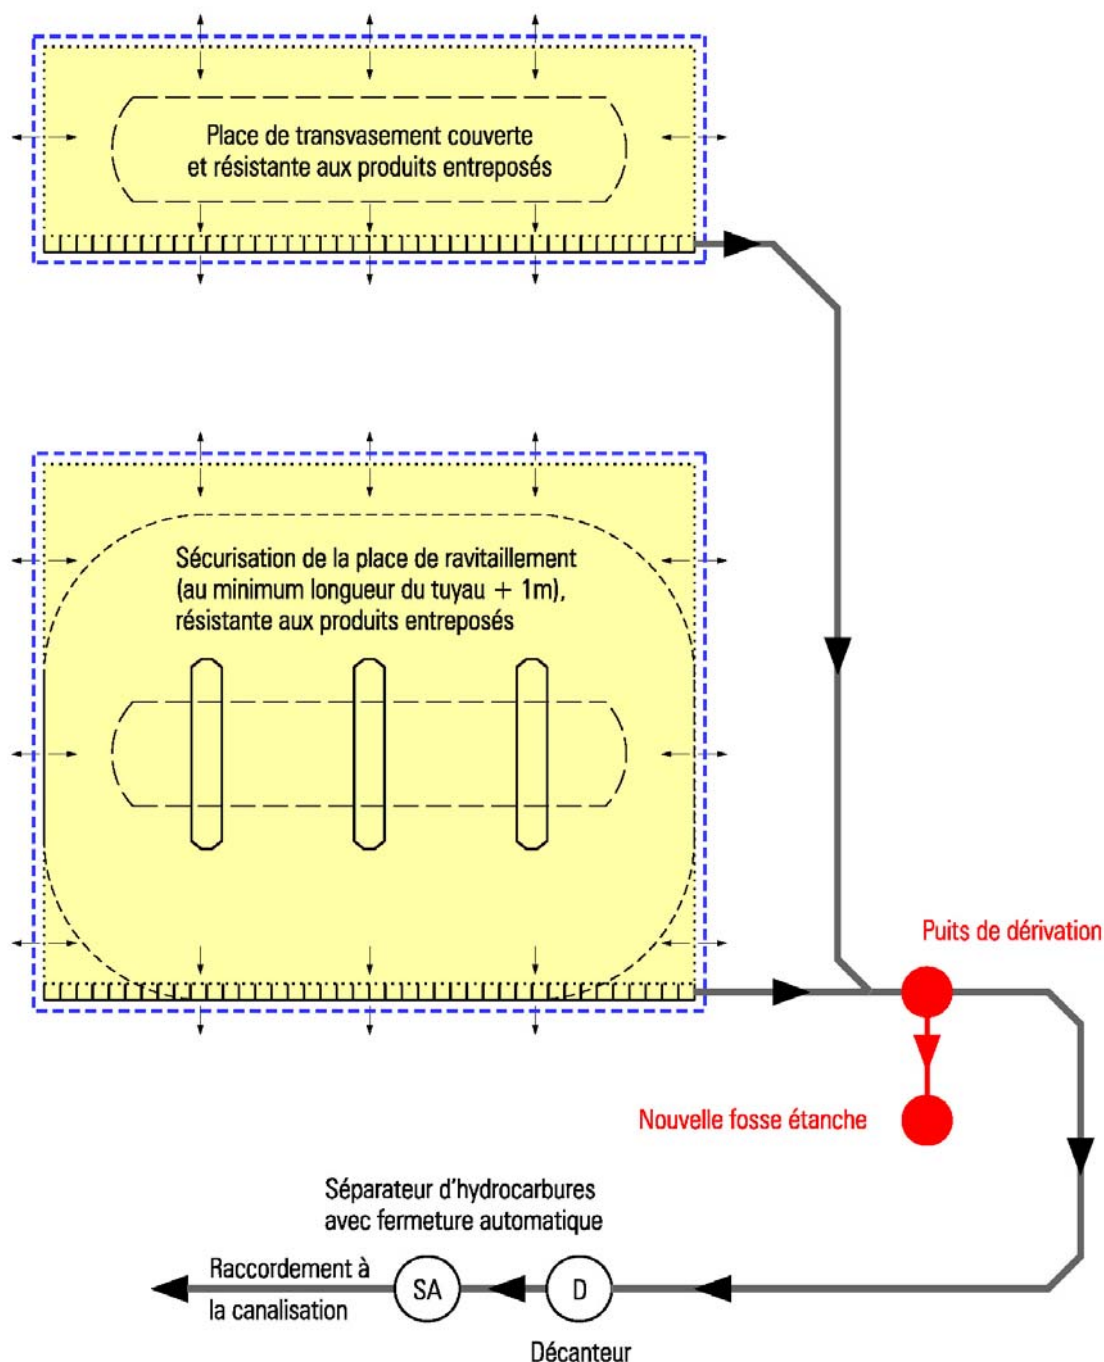 Place de transvasement couverte
et résistante aux produits entreposés
Sécurisation de la place de ravitaillement
(au minimum longueur du tuyau + 1m),
résistante aux produits entreposés
Puits de dérivation
Nouvelle fosse étanche
Séparateur d'hydrocarbures
avec fermeture automatique
Raccordement à
la canalisation
SA
D
Décanteur